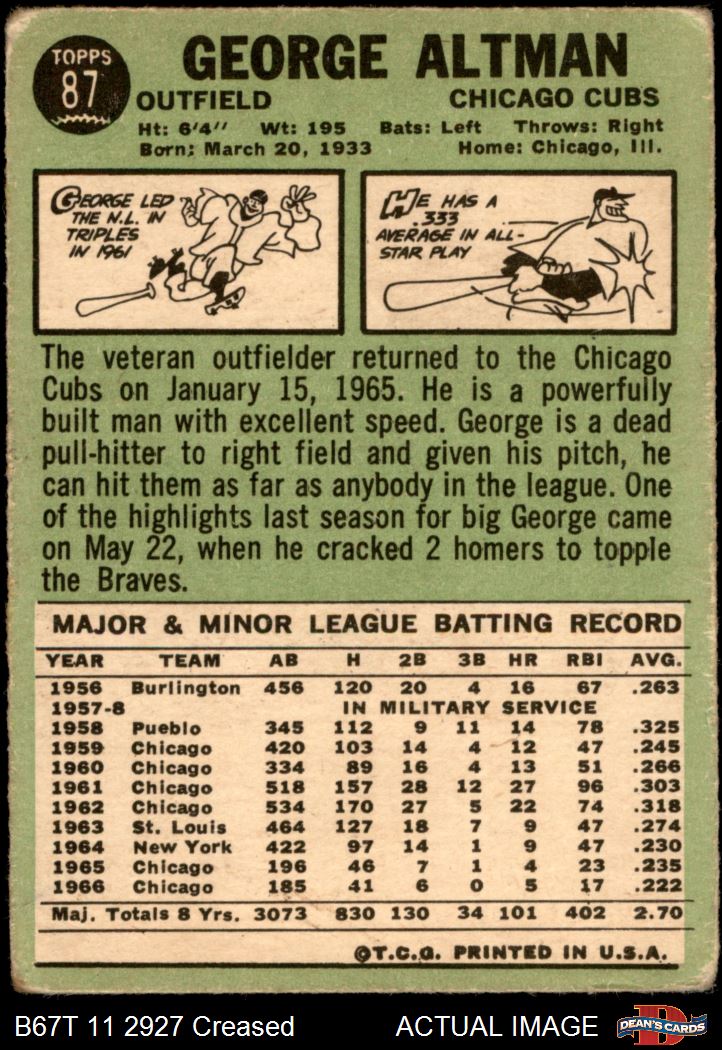 TOPPS
87
GEORGE ALTMAN
OUTFIELD CHICAGO CUBS
Ht: 6'4" Wt: 195 Bats: Left Throws: Right
Born: March 20, 1933 Home: Chicago, Ill.
GEORGE LED
THE N.L. IN
TRIPLES
IN 1961
HE HAS A
.333
AVERAGE IN ALL-
STAR PLAY
The veteran outfielder returned to the Chicago
Cubs on January 15, 1965. He is a powerfully
built man with excellent speed. George is a dead
pull-hitter to right field and given his pitch, he
can hit them as far as anybody in the league. One
of the highlights last season for big George came
on May 22, when he cracked 2 homers to topple
the Braves.
MAJOR & MINOR LEAGUE BATTING RECORD
YEAR TEAM AB H 2B 3B HR RBI AVG.
1956 Burlington 456 120 20 4 16 67 .263
1957-8 IN MILITARY SERVICE
1958 Pueblo 345 112 9 11 14 78 .325
1959 Chicago 420 103 14 4 12 47 .245
1960 Chicago 334 89 16 4 13 51 .266
1961 Chicago 518 157 28 12 27 96 .303
1962 Chicago 534 170 27 5 22 74 .318
1963 St. Louis 464 127 18 7 9 47 .274
1964 New York 422 97 14 1 9 47 .230
1965 Chicago 196 46 7 1 4 23 .235
1966 Chicago 185 41 6 0 5 17 .222
Maj. Totals 8 Yrs. 3073 830 130 34 101 402 2.70
©T.C.G. PRINTED IN U.S.A.
B67T 11 2927 Creased ACTUAL IMAGE
D
DEAN'S CARDS